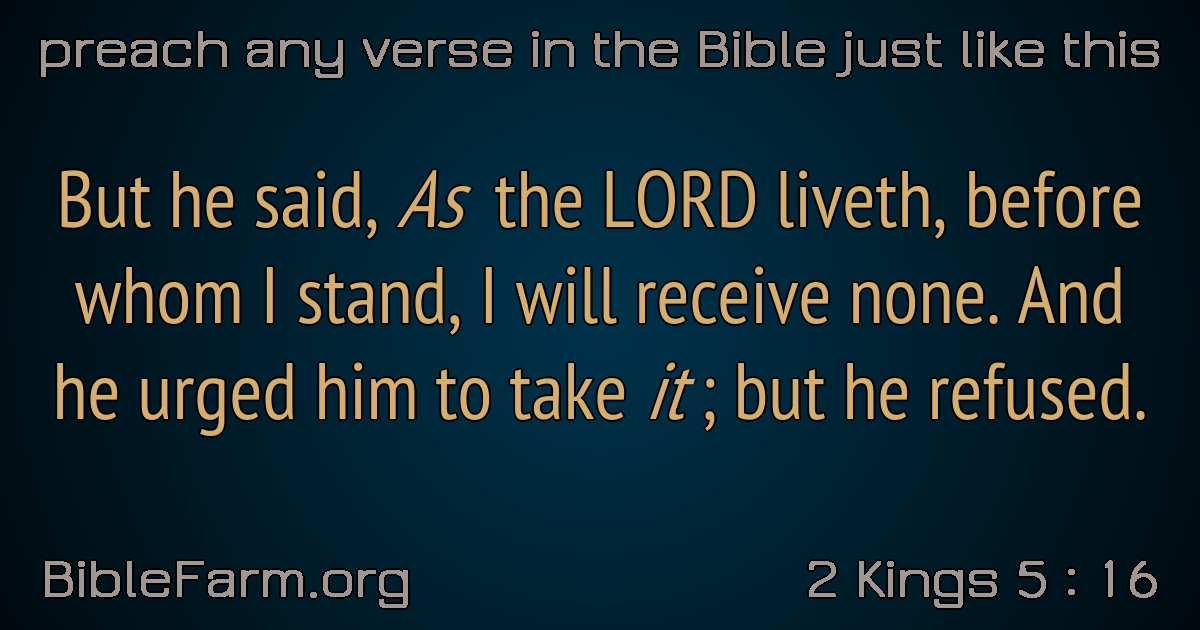 preach any verse in the Bible just like this
But he said, As the LORD liveth, before
whom I stand, I will receive none. And
he urged him to take it; but he refused.
BibleFarm.org
2 Kings 5 : 16